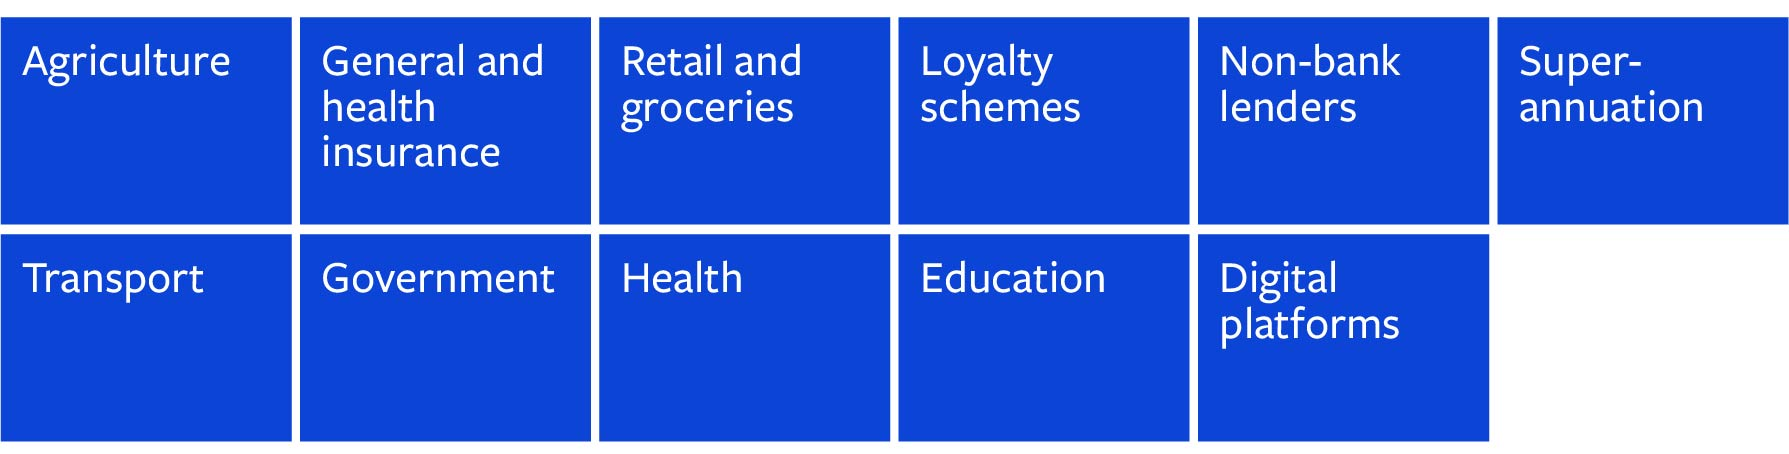 Agriculture
General and
health
insurance
Retail and
groceries
Loyalty
schemes
Non-bank
lenders
Super-
annuation
Transport
Government
Health
Education
Digital
platforms